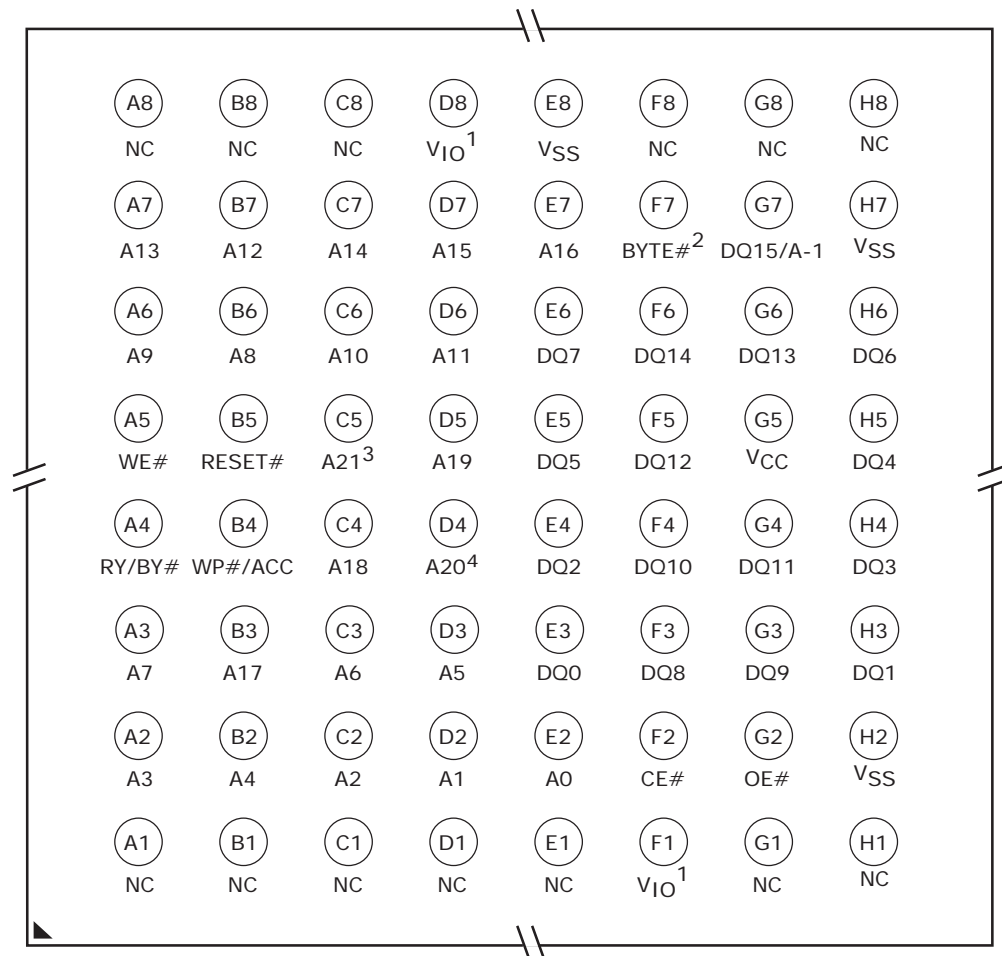 A8 B8 C8 D8 E8 F8 G8 H8
NC NC NC VIO1 VSS NC NC NC
A7 B7 C7 D7 E7 F7 G7 H7
A13 A12 A14 A15 A16 BYTE#2 DQ15/A-1 VSS
A6 B6 C6 D6 E6 F6 G6 H6
A9 A8 A10 A11 DQ7 DQ14 DQ13 DQ6
A5 B5 C5 D5 E5 F5 G5 H5
WE# RESET# A213 A19 DQ5 DQ12 VCC DQ4
A4 B4 C4 D4 E4 F4 G4 H4
RY/BY# WP#/ACC A18 A204 DQ2 DQ10 DQ11 DQ3
A3 B3 C3 D3 E3 F3 G3 H3
A7 A17 A6 A5 DQ0 DQ8 DQ9 DQ1
A2 B2 C2 D2 E2 F2 G2 H2
A3 A4 A2 A1 A0 CE# OE# VSS
A1 B1 C1 D1 E1 F1 G1 H1
NC NC NC NC NC VIO1 NC NC